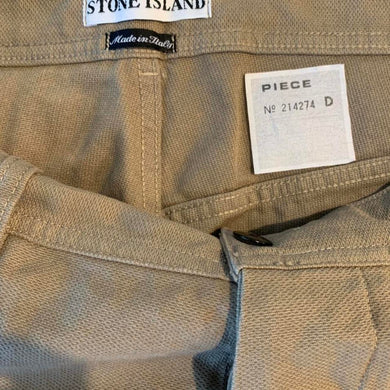 STONE ISLAND
Made in Italy
PIECE
No 214274 D